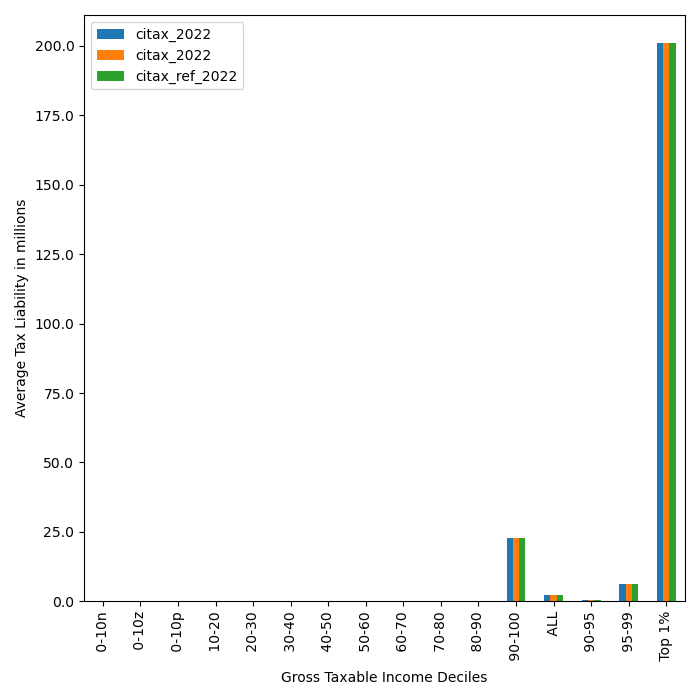 citax_2022
citax_2022
citax_ref_2022
200.0
175.0
150.0
125.0
100.0
75.0
50.0
25.0
0.0
Average Tax Liability in millions
0-10n
0-10z
0-10p
10-20
20-30
30-40
40-50
50-60
60-70
70-80
80-90
90-100
ALL
90-95
95-99
Top 1%
Gross Taxable Income Deciles